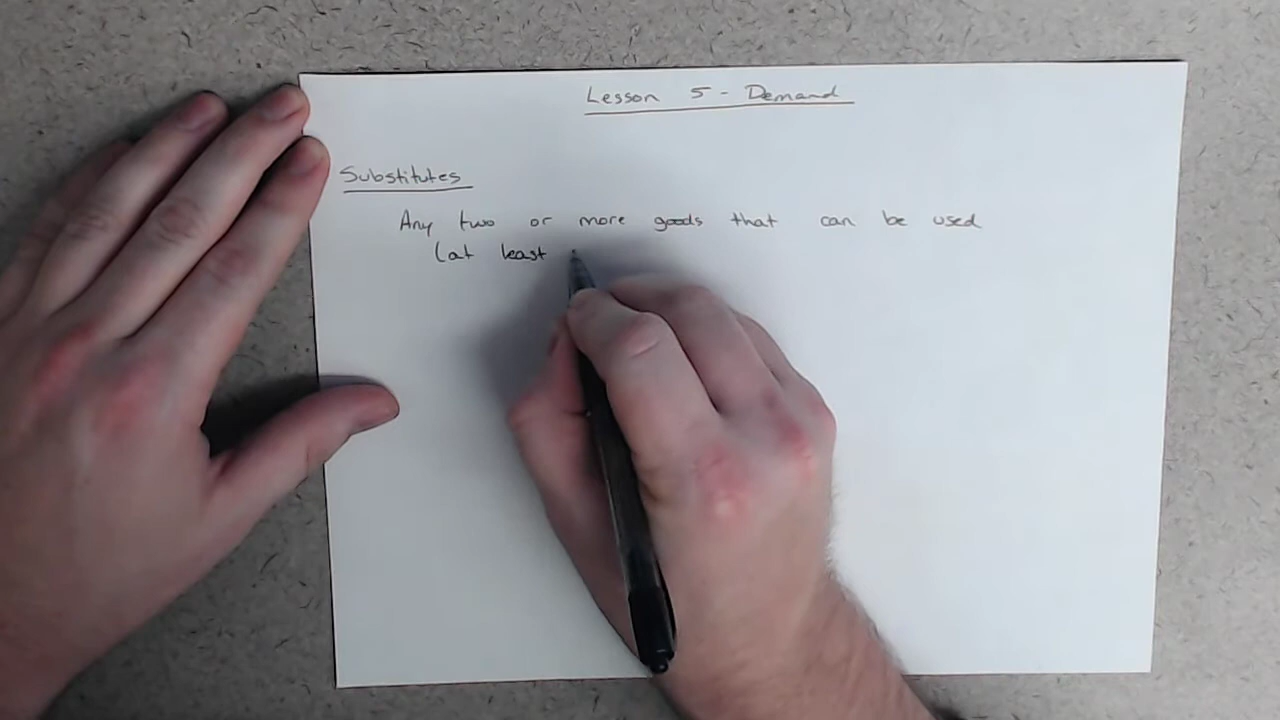 Lesson 5 - Demand
Substitutes
Any two or more goods that can be used
(at least